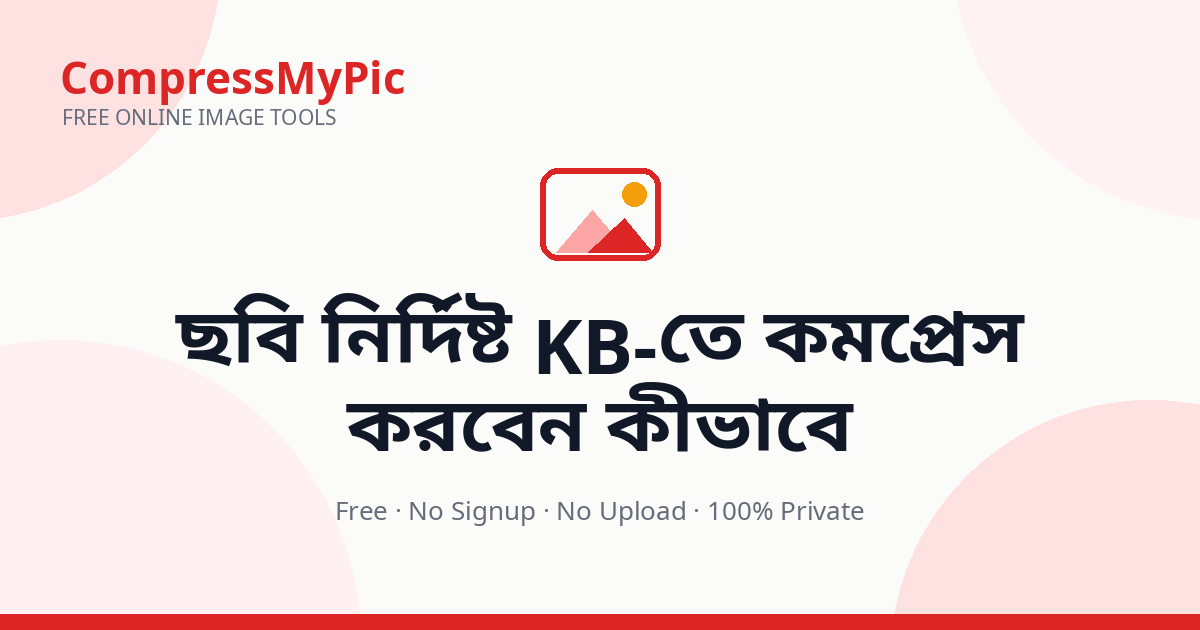 CompressMyPic
FREE ONLINE IMAGE TOOLS
ছবি নির্দিষ্ট KB-তে কমপ্রেস
করবেন কীভাবে
Free · No Signup · No Upload · 100% Private